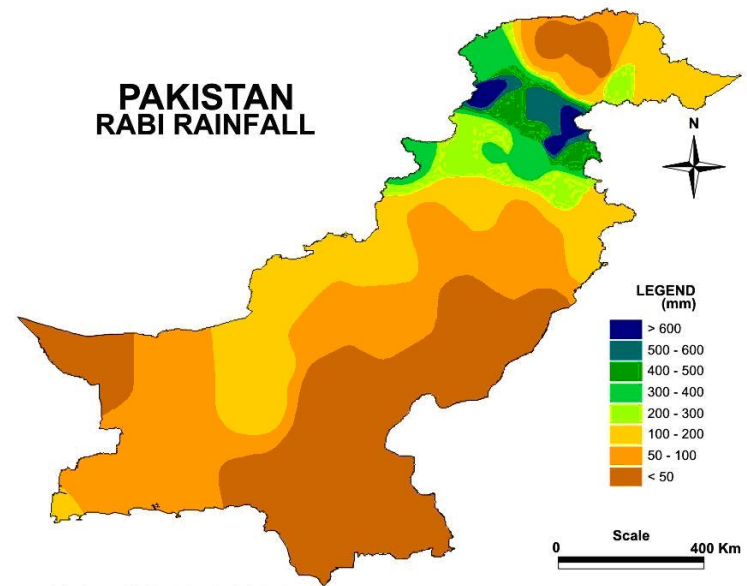 PAKISTAN
RABI RAINFALL
N
LEGEND
(mm)
> 600
500 - 600
400 - 500
300 - 400
200 - 300
100 - 200
50 - 100
< 50
Scale
0 400 Km